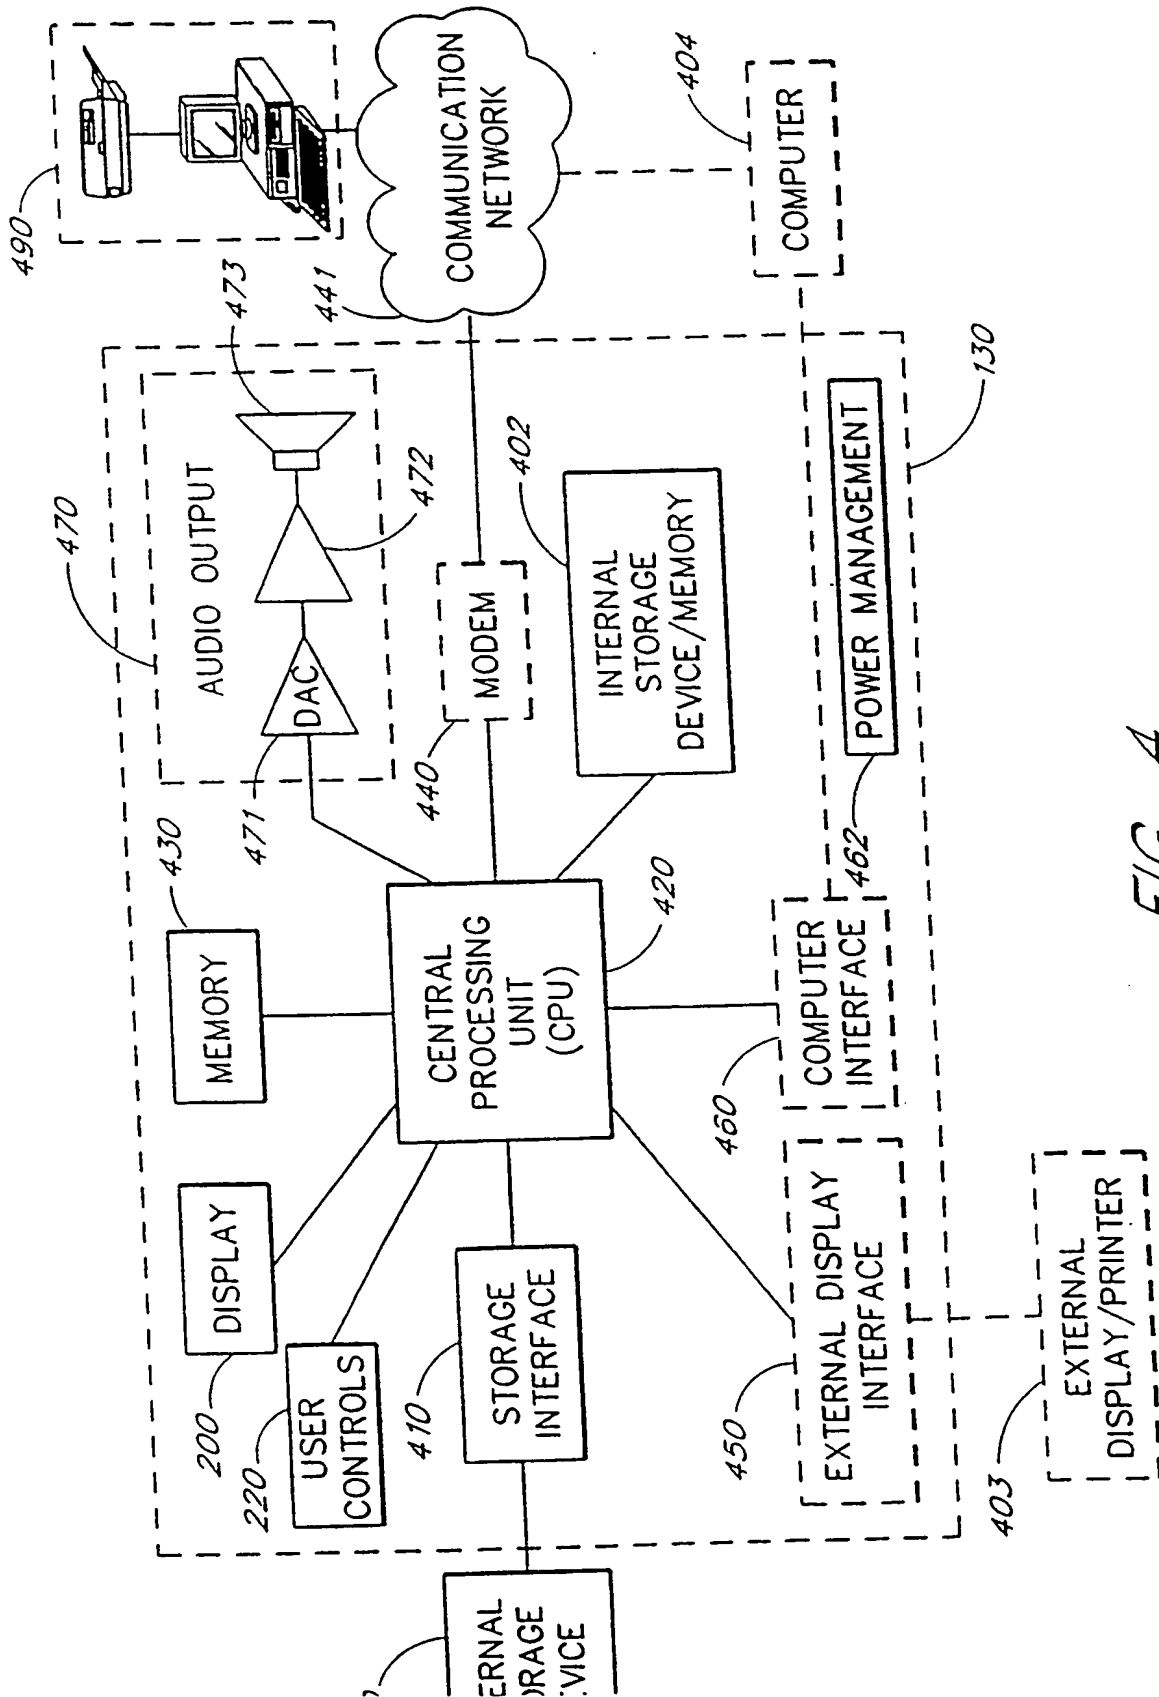 490
470
AUDIO OUTPUT
473
441
COMMUNICATION
NETWORK
404
COMPUTER
DAC
472
471
430
MEMORY
440
MODEM
402
INTERNAL
STORAGE
DEVICE/MEMORY
POWER MANAGEMENT
462
130
DISPLAY
200
CENTRAL
PROCESSING
UNIT
(CPU)
420
USER
CONTROLS
220
410
STORAGE
INTERFACE
460
COMPUTER
INTERFACE
450
EXTERNAL DISPLAY
INTERFACE
403
EXTERNAL
DISPLAY/PRINTER
ERNAL
RAGE
VICE
FIG. 4